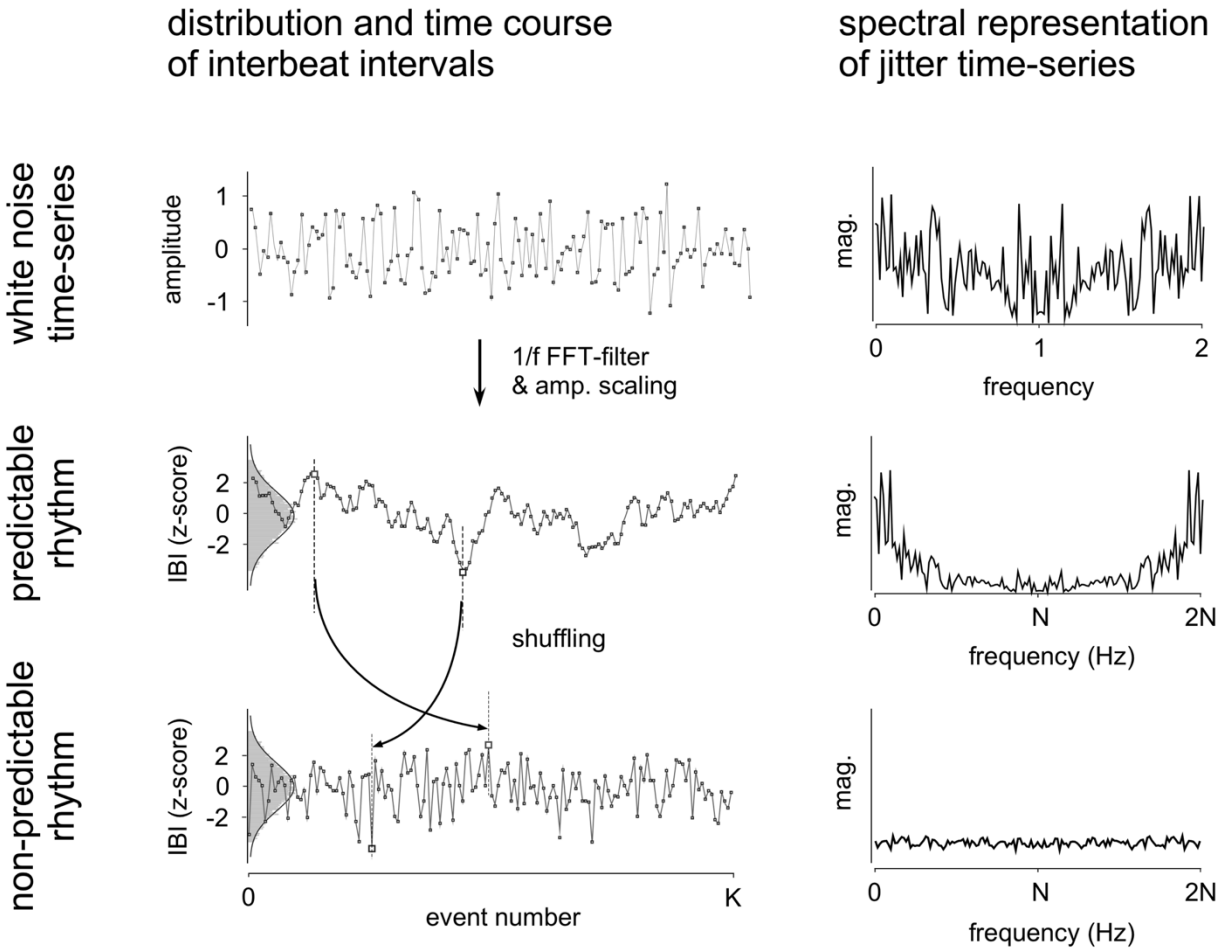 distribution and time course
of interbeat intervals
spectral representation
of jitter time-series
white noise
time-series
amplitude
1
0
-1
mag.
0
1
2
frequency
1/f FFT-filter
& amp. scaling
predictable
rhythm
IBI (z-score)
2
0
-2
mag.
0
N
2N
frequency (Hz)
shuffling
non-predictable
rhythm
IBI (z-score)
2
0
-2
0
K
event number
mag.
0
N
2N
frequency (Hz)